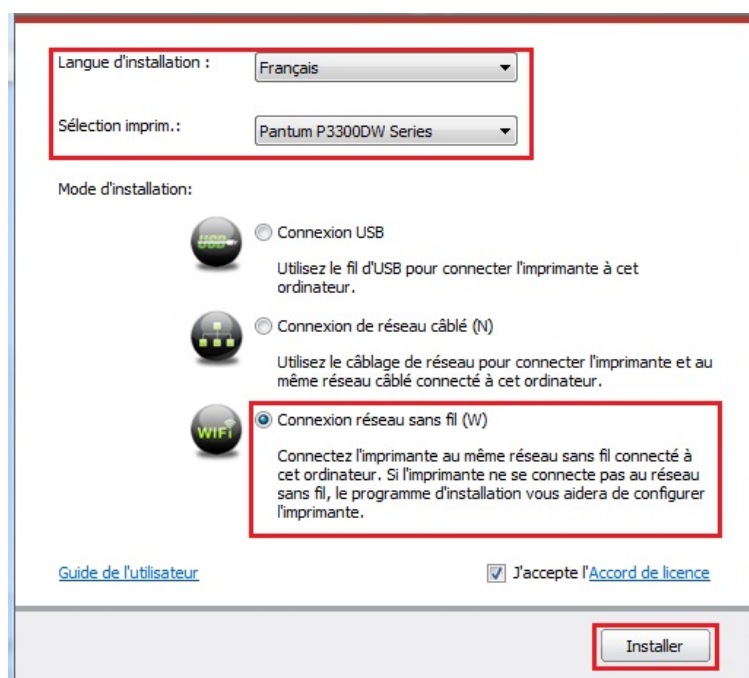 Langue d'installation :
Français
Sélection imprim.:
Pantum P3300DW Series
Mode d'installation:
USB
Connexion USB
Utilisez le fil d'USB pour connecter l'imprimante à cet
ordinateur.
Connexion de réseau câblé (N)
Utilisez le câblage de réseau pour connecter l'imprimante et au
même réseau câblé connecté à cet ordinateur.
WiFi
Connexion réseau sans fil (W)
Connectez l'imprimante au même réseau sans fil connecté à
cet ordinateur. Si l'imprimante ne se connecte pas au réseau
sans fil, le programme d'installation vous aidera de configurer
l'imprimante.
Guide de l'utilisateur
J'accepte l'Accord de licence
Installer